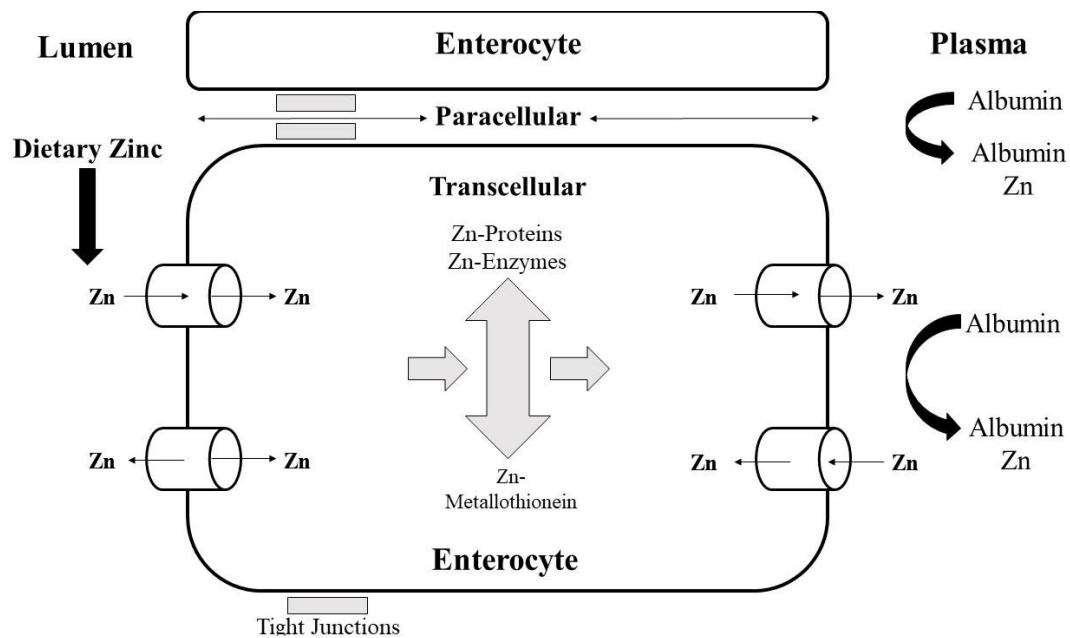 Lumen
Enterocyte
Plasma
Paracellular
Albumin
Albumin
Zn
Dietary Zinc
Transcellular
Zn-Proteins
Zn-Enzymes
Zn
Zn
Zn
Zn
Albumin
Albumin
Zn
Zn
Zn
Zn
Zn
Zn-
Metallothionein
Enterocyte
Tight Junctions